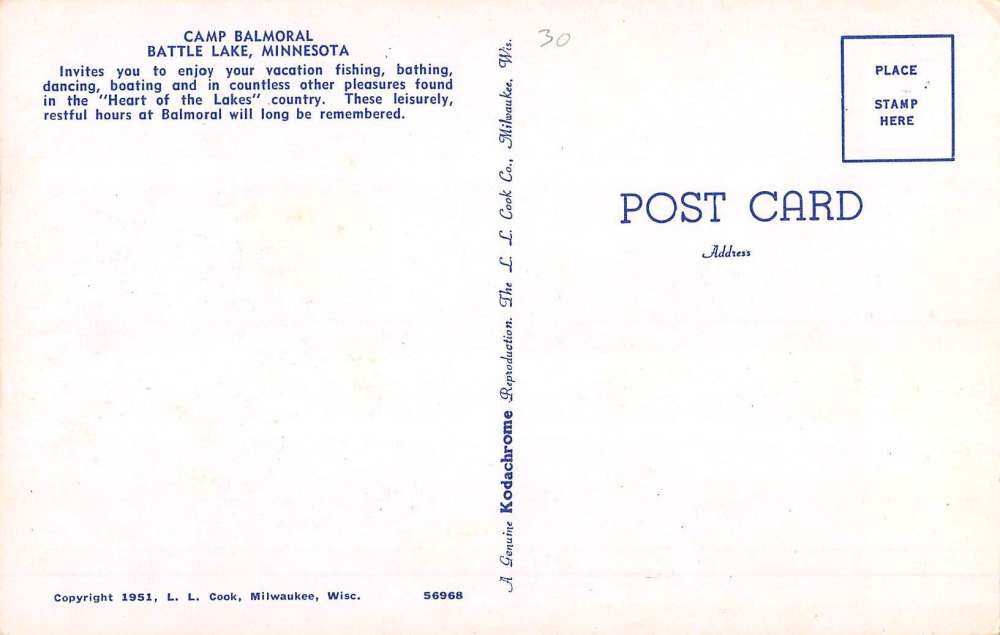 CAMP BALMORAL
BATTLE LAKE, MINNESOTA
Invites you to enjoy your vacation fishing, bathing,
dancing, boating and in countless other pleasures found
in the "Heart of the Lakes" country. These leisurely,
restful hours at Balmoral will long be remembered.
Copyright 1951, L. L. Cook, Milwaukee, Wisc. 56968
A Genuine Kodachrome Reproduction. The L. L. Cook Co., Milwaukee, Wis.
30
PLACE
STAMP
HERE
POST CARD
Address